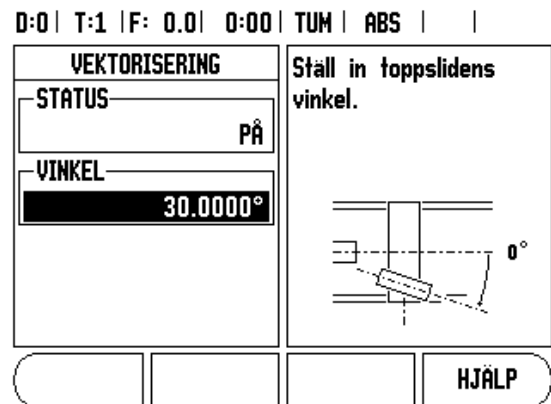 D:0 | T:1 | F: 0.0 | 0:00 | TUM | ABS | |
VEKTORISERING
STATUS
PÅ
VINKEL
30.0000°
Ställ in toppslidens
vinkel.
0°
HJÄLP